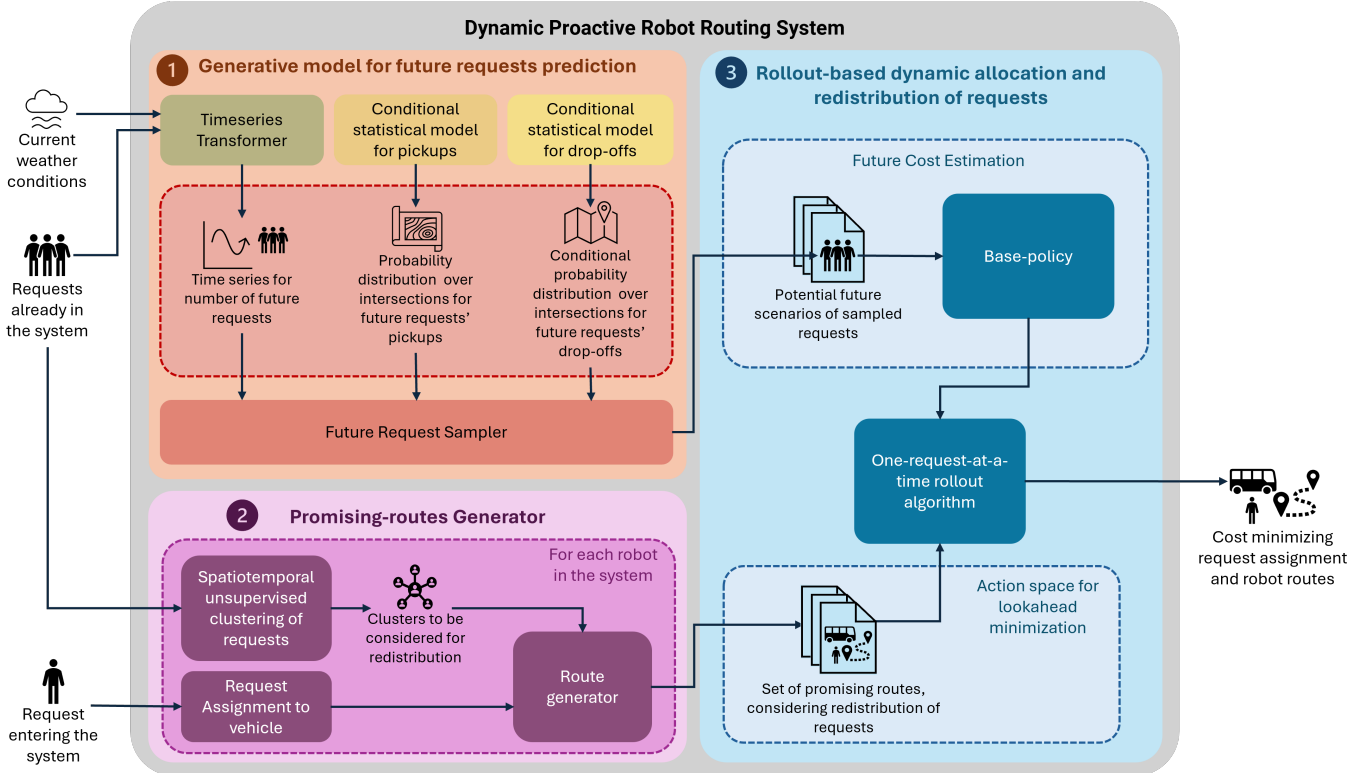 Dynamic Proactive Robot Routing System
1
Generative model for future requests prediction
Timeseries
Transformer
Conditional
statistical model
for pickups
Conditional
statistical model
for drop-offs
Current
weather
conditions
Requests
already in
the system
Time series for
number of future
requests
Probability
distribution over
intersections for
future requests’
pickups
Conditional
probability
distribution over
intersections for
future requests’
drop-offs
Future Request Sampler
2
Promising-routes Generator
For each robot
in the system
Spatiotemporal
unsupervised
clustering of
requests
Clusters to be
considered for
redistribution
Request
Assignment to
vehicle
Route
generator
Request
entering the
system
3
Rollout-based dynamic allocation and
redistribution of requests
Future Cost Estimation
Potential future
scenarios of sampled
requests
Base-policy
One-request-at-a-
time rollout
algorithm
Action space for
lookahead
minimization
Set of promising routes,
considering redistribution of
requests
Cost minimizing
request assignment
and robot routes